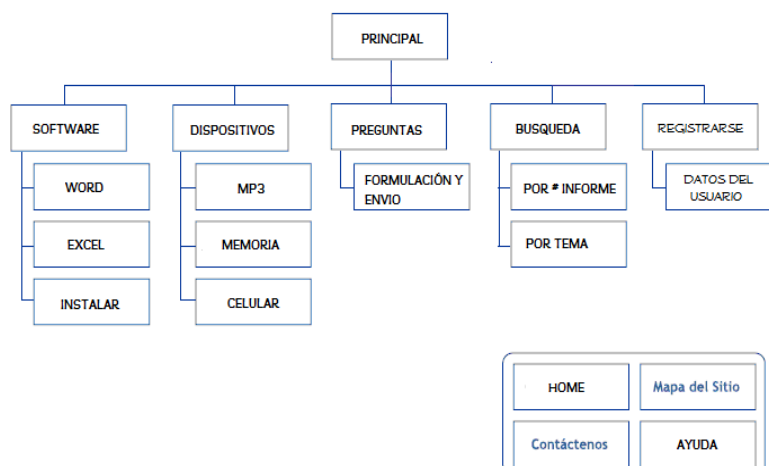 PRINCIPAL
SOFTWARE
DISPOSITIVOS
PREGUNTAS
BUSQUEDA
REGISTRARSE
WORD
MP3
FORMULACIÓN Y
ENVIO
POR # INFORME
DATOS DEL
USUARIO
EXCEL
MEMORIA
POR TEMA
INSTALAR
CELULAR
HOME
Mapa del Sitio
Contáctenos
AYUDA